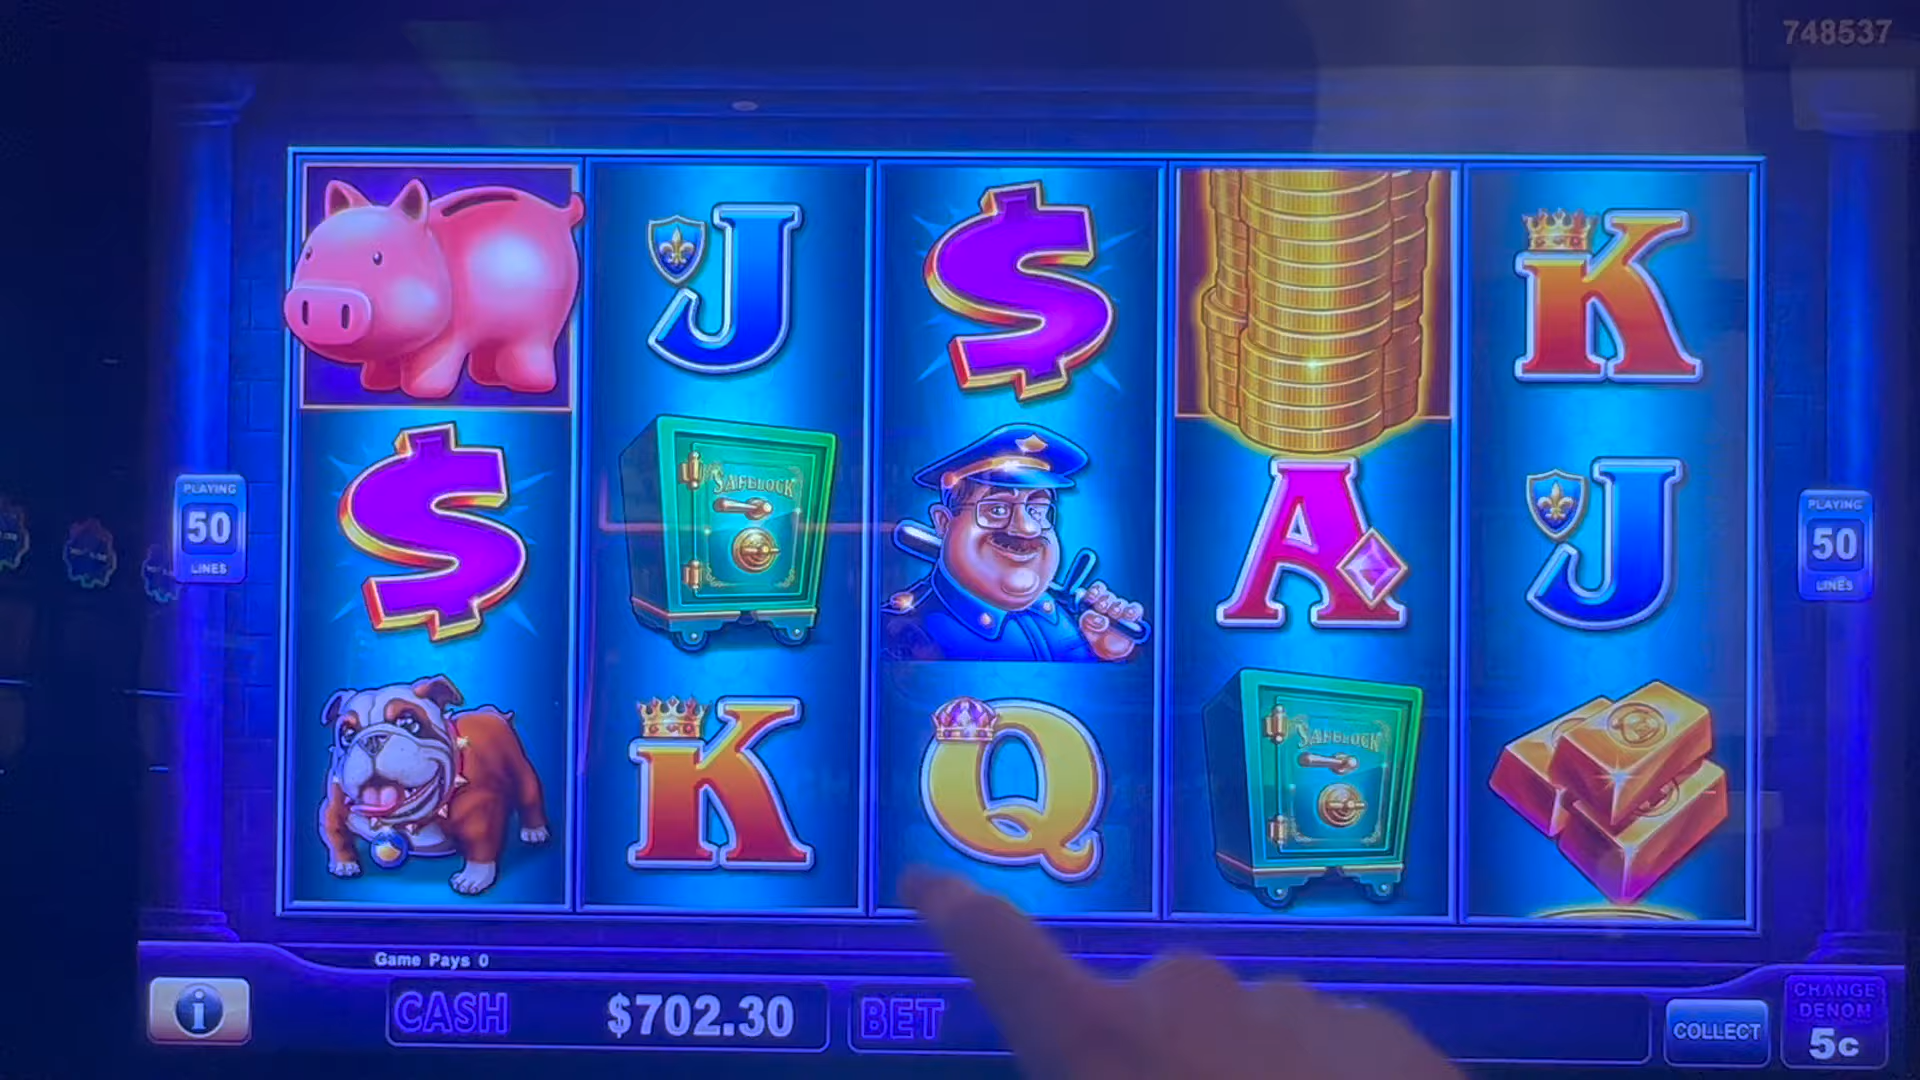 748537
J
K
PLAYING
50
LINES
SAFELOCK
A
J
PLAYING
50
LINES
K
Q
SAFELOCK
Game Pays 0
CASH $702.30
BET
COLLECT
CHANGE
DENOM
5c